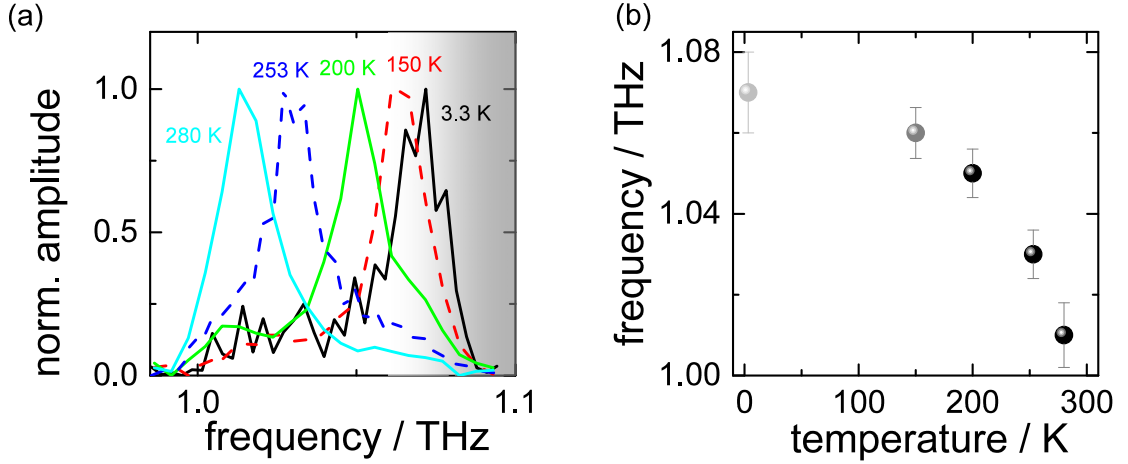 (a)
norm. amplitude
1.0
0.5
0.0
280 K
253 K
200 K
150 K
3.3 K
1.0
1.1
frequency / THz
(b)
frequency / THz
1.08
1.04
1.00
0
100
200
300
temperature / K